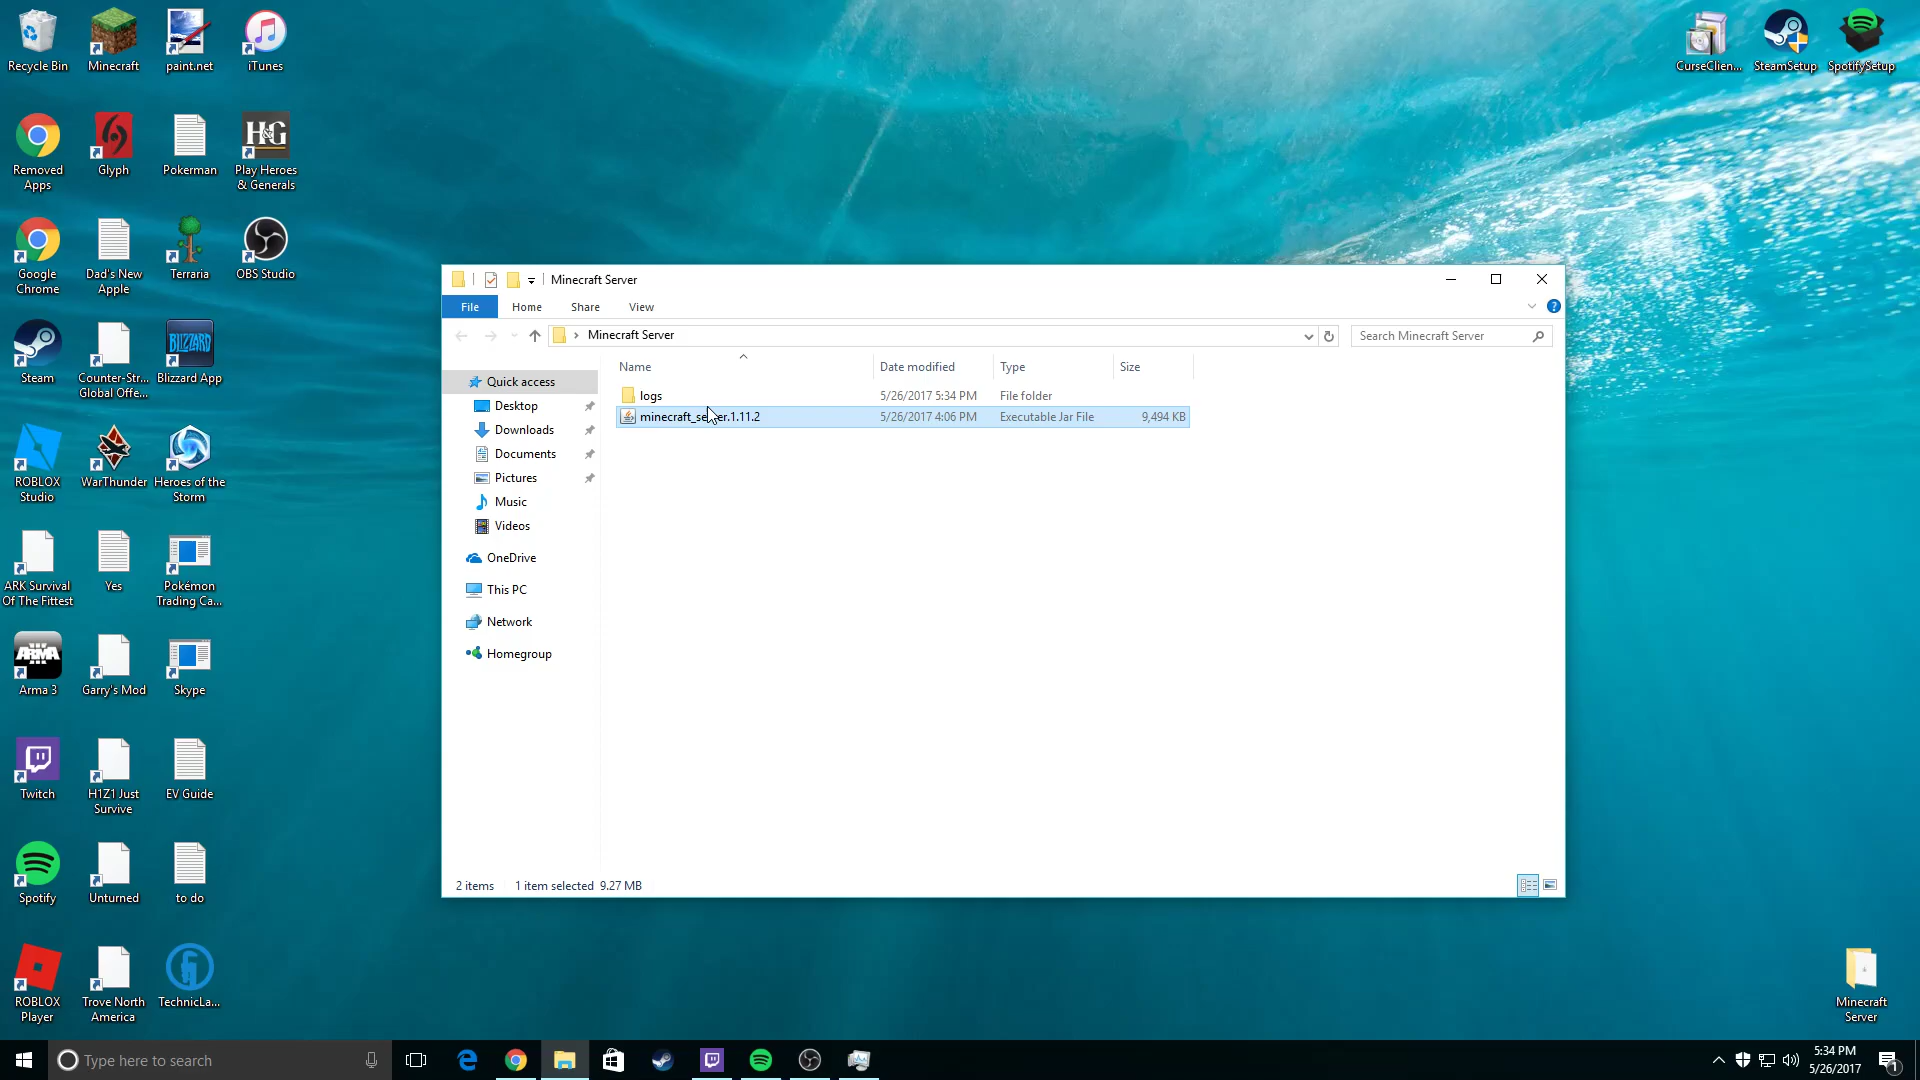 Recycle Bin
Minecraft
paint.net
iTunes
CurseClien...
SteamSetup
SpotifySetup
H&G
Removed
Apps
Glyph
Pokerman
Play Heroes
& Generals
Google
Chrome
Dad's New
Apple
Terraria
OBS Studio
BLIZZARD
Steam
Counter-Str...
Global Offe...
Blizzard App
ROBLOX
Studio
WarThunder
Heroes of the
Storm
ARK Survival
Of The Fittest
Yes
Pokémon
Trading Ca...
ARMA
Arma 3
Garry's Mod
Skype
Twitch
H1Z1 Just
Survive
EV Guide
Spotify
Unturned
to do
ROBLOX
Player
Trove North
America
TechnicLa...
Minecraft
Server
Minecraft Server
File
Home
Share
View
?
Minecraft Server
Search Minecraft Server
Name
Date modified
Type
Size
logs
5/26/2017 5:34 PM
File folder
minecraft_server.1.11.2
5/26/2017 4:06 PM
Executable Jar File
9,494 KB
Quick access
Desktop
Downloads
Documents
Pictures
Music
Videos
OneDrive
This PC
Network
Homegroup
2 items
1 item selected 9.27 MB
Type here to search
5:34 PM
5/26/2017
1